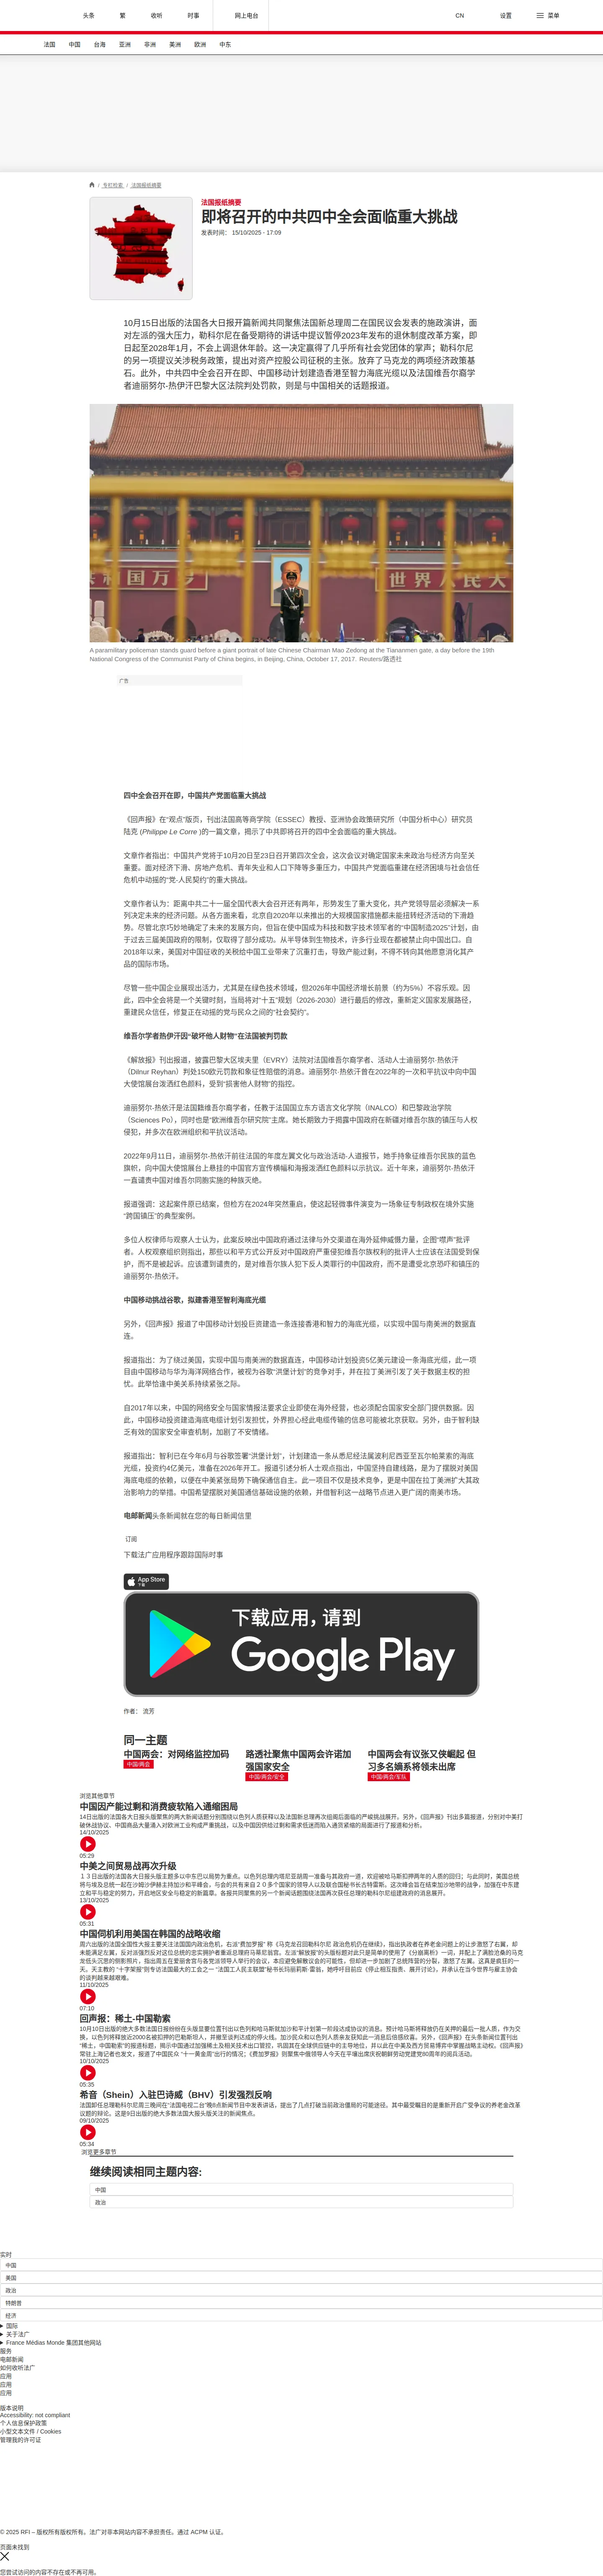 头条
繁
收听
时事
网上电台
CN
设置
菜单
法国
中国
台海
亚洲
非洲
美洲
欧洲
中东
/ 专栏检索 / 法国报纸摘要
法国报纸摘要
即将召开的中共四中全会面临重大挑战
发表时间： 15/10/2025 - 17:09
10月15日出版的法国各大日报开篇新闻共同聚焦法国新总理周二在国民议会发表的施政演讲，面
对左派的强大压力，勒科尔尼在备受期待的讲话中提议暂停2023年发布的退休制度改革方案，即
日起至2028年1月，不会上调退休年龄。这一决定赢得了几乎所有社会党团体的掌声；勒科尔尼
的另一项提议关涉税务政策，提出对资产控股公司征税的主张。放弃了马克龙的两项经济政策基
石。此外，中共四中全会召开在即、中国移动计划建造香港至智力海底光缆以及法国维吾尔裔学
者迪丽努尔-热伊汗巴黎大区法院判处罚款，则是与中国相关的话题报道。
A paramilitary policeman stands guard before a giant portrait of late Chinese Chairman Mao Zedong at the Tiananmen gate, a day before the 19th
National Congress of the Communist Party of China begins, in Beijing, China, October 17, 2017. Reuters/路透社
广告
四中全会召开在即，中国共产党面临重大挑战
《回声报》在“观点”版页，刊出法国高等商学院（ESSEC）教授、亚洲协会政策研究所（中国分析中心）研究员
陆克 (Philippe Le Corre )的一篇文章，揭示了中共即将召开的四中全会面临的重大挑战。
文章作者指出：中国共产党将于10月20日至23日召开第四次全会，这次会议对确定国家未来政治与经济方向至关
重要。面对经济下滑、房地产危机、青年失业和人口下降等多重压力，中国共产党面临重建在经济困境与社会信任
危机中动摇的“党-人民契约”的重大挑战。
文章作者认为：距离中共二十一届全国代表大会召开还有两年，形势发生了重大变化，共产党领导层必须解决一系
列决定未来的经济问题。从各方面来看，北京自2020年以来推出的大规模国家措施都未能扭转经济活动的下滑趋
势。尽管北京巧妙地确定了未来的发展方向，但旨在使中国成为科技和数字技术领军者的“中国制造2025”计划，由
于过去三届美国政府的限制，仅取得了部分成功。从半导体到生物技术，许多行业现在都被禁止向中国出口。自
2018年以来，美国对中国征收的关税给中国工业带来了沉重打击，导致产能过剩，不得不转向其他愿意消化其产
品的国际市场。
尽管一些中国企业展现出活力，尤其是在绿色技术领域，但2026年中国经济增长前景（约为5%）不容乐观。因
此，四中全会将是一个关键时刻，当局将对“十五”规划（2026-2030）进行最后的修改，重新定义国家发展路径，
重建民众信任，修复正在动摇的党与民众之间的“社会契约”。
维吾尔学者热伊汗因“破坏他人财物”在法国被判罚款
《解放报》刊出报道，披露巴黎大区埃夫里（EVRY）法院对法国维吾尔裔学者、活动人士迪丽努尔·热依汗
（Dilnur Reyhan）判处150欧元罚款和象征性赔偿的消息。迪丽努尔·热依汗曾在2022年的一次和平抗议中向中国
大使馆展台泼洒红色颜料，受到“损害他人财物”的指控。
迪丽努尔-热依汗是法国籍维吾尔裔学者，任教于法国国立东方语言文化学院（INALCO）和巴黎政治学院
（Sciences Po），同时也是“欧洲维吾尔研究院”主席。她长期致力于揭露中国政府在新疆对维吾尔族的镇压与人权
侵犯，并多次在欧洲组织和平抗议活动。
2022年9月11日，迪丽努尔-热依汗前往法国的年度左翼文化与政治活动-人道报节，她手持象征维吾尔民族的蓝色
旗帜，向中国大使馆展台上悬挂的中国官方宣传横幅和海报泼洒红色颜料以示抗议。近十年来，迪丽努尔-热依汗
一直谴责中国对维吾尔同胞实施的种族灭绝。
报道强调：这起案件原已结案，但检方在2024年突然重启，使这起轻微事件演变为一场象征专制政权在境外实施
“跨国镇压”的典型案例。
多位人权律师与观察人士认为，此案反映出中国政府通过法律与外交渠道在海外延伸威慑力量，企图“噤声”批评
者。人权观察组织则指出，那些以和平方式公开反对中国政府严重侵犯维吾尔族权利的批评人士应该在法国受到保
护，而不是被起诉。应该遭到谴责的，是对维吾尔族人犯下反人类罪行的中国政府，而不是遭受北京恐吓和镇压的
迪丽努尔-热依汗。
中国移动挑战谷歌，拟建香港至智利海底光缆
另外，《回声报》报道了中国移动计划投巨资建造一条连接香港和智力的海底光缆，以实现中国与南美洲的数据直
连。
报道指出：为了绕过美国，实现中国与南美洲的数据直连，中国移动计划投资5亿美元建设一条海底光缆，此一项
目由中国移动与华为海洋网络合作，被视为谷歌“洪堡计划”的竞争对手，并在拉丁美洲引发了关于数据主权的担
忧。此举恰逢中美关系持续紧张之际。
自2017年以来，中国的网络安全与国家情报法要求企业即使在海外经营，也必须配合国家安全部门提供数据。因
此，中国移动投资建造海底电缆计划引发担忧，外界担心经此电缆传输的信息可能被北京获取。另外，由于智利缺
乏有效的国家安全审查机制，加剧了不安情绪。
报道指出：智利已在今年6月与谷歌签署“洪堡计划”，计划建造一条从悉尼经法属波利尼西亚至瓦尔帕莱索的海底
光缆，投资约4亿美元，准备在2026年开工。报道引述分析人士观点指出，中国坚持自建线路，是为了摆脱对美国
海底电缆的依赖，以便在中美紧张局势下确保通信自主。此一项目不仅是技术竞争，更是中国在拉丁美洲扩大其政
治影响力的举措。中国希望摆脱对美国通信基础设施的依赖，并借智利这一战略节点进入更广阔的南美市场。
电邮新闻头条新闻就在您的每日新闻信里
订阅
下载法广应用程序跟踪国际时事
App Store
下载
下载应用，请到
Google Play
作者： 流芳
同一主题
中国两会：对网络监控加码
中国/两会
路透社聚焦中国两会许诺加
强国家安全
中国/两会/安全
中国两会有议张又侠崛起 但
习多名嫡系将领未出席
中国/两会/军队
浏览其他章节
中国因产能过剩和消费疲软陷入通缩困局
14日出版的法国各大日报头版聚焦的两大新闻话题分别围绕以色列人质获释以及法国新总理再次组阁后面临的严峻挑战展开。另外，《回声报》刊出多篇报道，分别对中美打
破休战协议、中国商品大量涌入对欧洲工业构成严重挑战，以及中国因供给过剩和需求低迷而陷入通货紧缩的局面进行了报道和分析。
14/10/2025
05:29
中美之间贸易战再次升级
１３日出版的法国各大日报头版主题多以中东巴以局势为重点。以色列总理内塔尼亚胡周一准备与其政府一道，欢迎被哈马斯扣押两年的人质的回归；与此同时，美国总统
将与埃及总统一起在沙姆沙伊赫主持加沙和平峰会，与会的共有来自２０多个国家的领导人以及联合国秘书长古特雷斯。这次峰会旨在结束加沙地带的战争，加强在中东建
立和平与稳定的努力，开启地区安全与稳定的新篇章。各报共同聚焦的另一个新闻话题围绕法国再次获任总理的勒科尔尼组建政府的消息展开。
13/10/2025
05:31
中国伺机利用美国在韩国的战略收缩
周六出版的法国全国性大报主要关注法国国内政治危机，右派“费加罗报” 称《马克龙召回勒科尔尼 政治危机仍在继续》，指出执政者在养老金问题上的让步激怒了右翼，却
未能满足左翼，反对派强烈反对这位总统的忠实拥护者重返总理府马蒂尼翁宫。左派“解放报”的头版标题对此只是简单的使用了《分崩离析》一词，并配上了满脸沧桑的马克
龙低头沉思的侧影照片，指出周五在爱丽舍宫与各党派领导人举行的会议，本应避免解散议会的可能性，但却进一步加剧了总统阵营的分裂，激怒了左翼。这真是疯狂的一
天。天主教的 “十字架报”则专访法国最大的工会之一 “法国工人民主联盟”秘书长玛丽莉斯·雷翁，她呼吁目前应《停止相互指责、展开讨论》，并承认在当今世界与雇主协会
的谈判越来越艰难。
11/10/2025
07:10
回声报：稀土-中国勒索
10月10日出版的绝大多数法国日报纷纷在头版显要位置刊出以色列和哈马斯就加沙和平计划第一阶段达成协议的消息。预计哈马斯将释放仍在关押的最后一批人质，作为交
换，以色列将释放近2000名被扣押的巴勒斯坦人，并撤至谈判达成的停火线。加沙民众和以色列人质亲友获知此一消息后倍感欣喜。另外，《回声报》在头条新闻位置刊出
“稀土，中国勒索”的报道标题，揭示中国通过加强稀土及相关技术出口管控，巩固其在全球供应链中的主导地位，并以此在中美及西方贸易博弈中掌握战略主动权。《回声报》
常驻上海记者也发文，报道了中国民众 “十一黄金周”出行的情况；《费加罗报》则聚焦中俄领导人今天在平壤出席庆祝朝鲜劳动党建党80周年的阅兵活动。
10/10/2025
05:35
希音（Shein）入驻巴诗威（BHV）引发强烈反响
法国卸任总理勒科尔尼周三晚间在“法国电视二台”晚8点新闻节目中发表讲话，提出了几点打破当前政治僵局的可能途径。其中最受瞩目的是重新开启广受争议的养老金改革
议题的辩论。这是9日出版的绝大多数法国大报头版关注的新闻焦点。
09/10/2025
05:34
浏览更多章节
继续阅读相同主题内容:
中国
政治
实时
中国
美国
政治
特朗普
经济
国际
关于法广
France Médias Monde 集团其他网站
服务
电邮新闻
如何收听法广
应用
应用
应用
版本说明
Accessibility: not compliant
个人信息保护政策
小型文本文件 / Cookies
管理我的许可证
© 2025 RFI – 版权所有版权所有。法广对非本网站内容不承担责任。通过 ACPM 认证。
页面未找到
您尝试访问的内容不存在或不再可用。